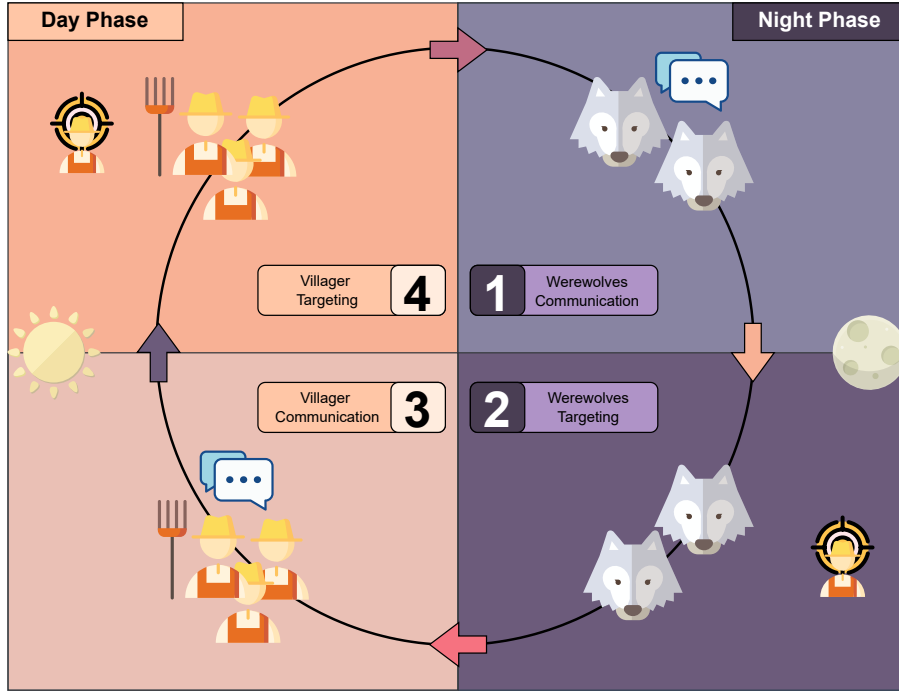 Day Phase
Night Phase
Villager
Targeting
4
1
Werewolves
Communication
Villager
Communication
3
2
Werewolves
Targeting